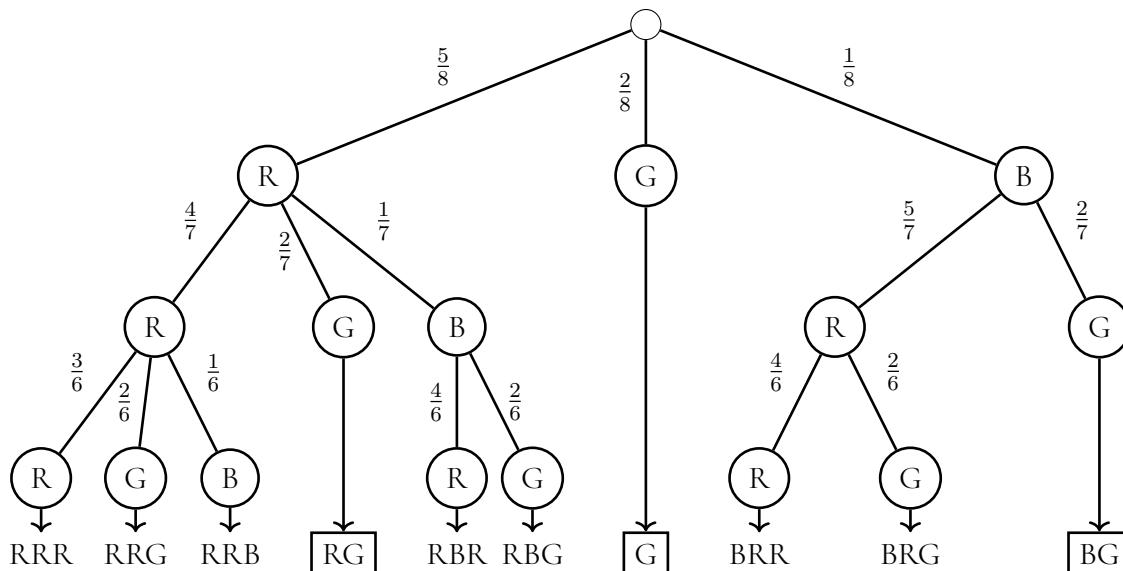 5/8 2/8 1/8
R G B
4/7 2/7 1/7 5/7 2/7
R G B R G
3/6 2/6 1/6 4/6 2/6 4/6 2/6
R G B R G R G
RRR RRG RRB RG RBR RBG G BRR BRG BG